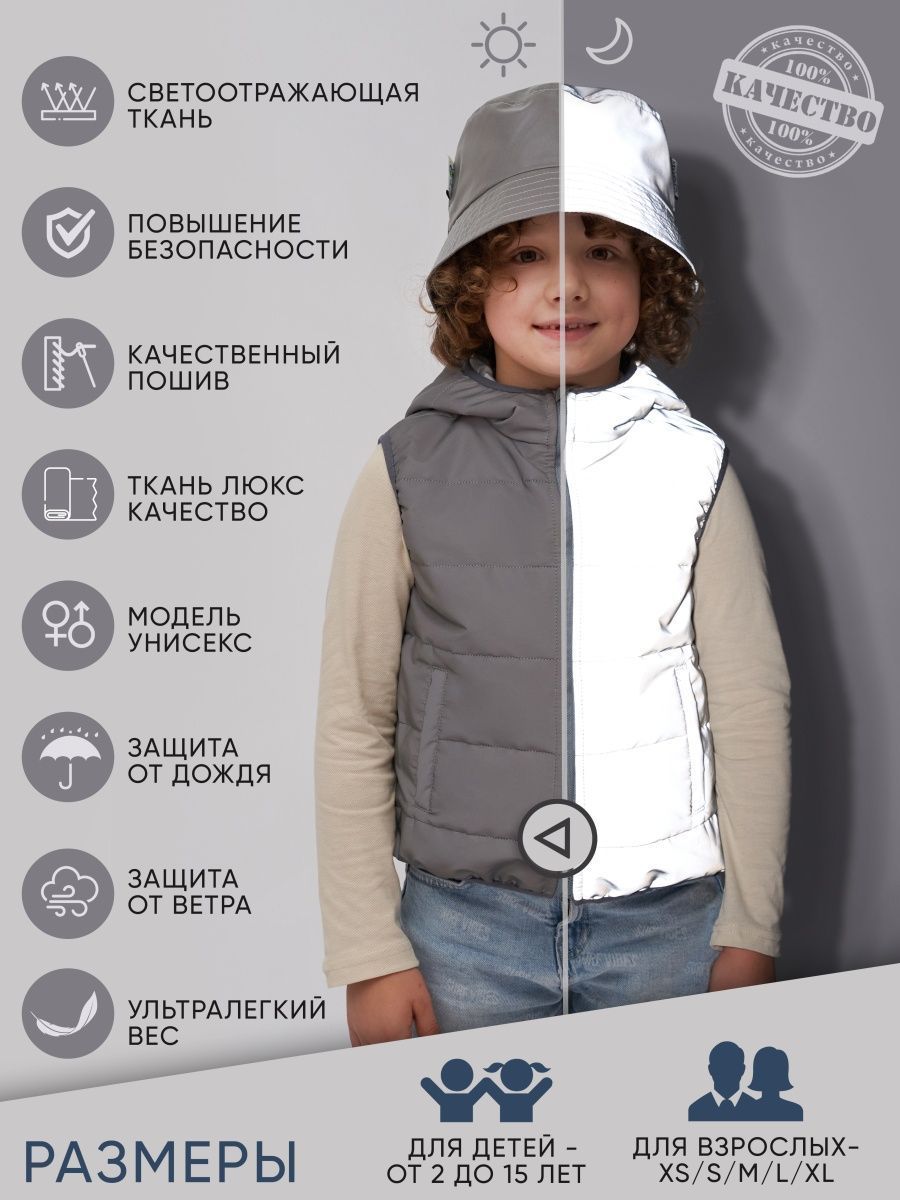 СВЕТООТРАЖАЮЩАЯ
ТКАНЬ
ПОВЫШЕНИЕ
БЕЗОПАСНОСТИ
КАЧЕСТВЕННЫЙ
ПОШИВ
ТКАНЬ ЛЮКС
КАЧЕСТВО
МОДЕЛЬ
УНИСЕКС
ЗАЩИТА
ОТ ДОЖДЯ
ЗАЩИТА
ОТ ВЕТРА
УЛЬТРАЛЕГКИЙ
ВЕС
качество
100%
КАЧЕСТВО
100%
качество
РАЗМЕРЫ
ДЛЯ ДЕТЕЙ -
ОТ 2 ДО 15 ЛЕТ
ДЛЯ ВЗРОСЛЫХ-
XS/S/M/L/XL